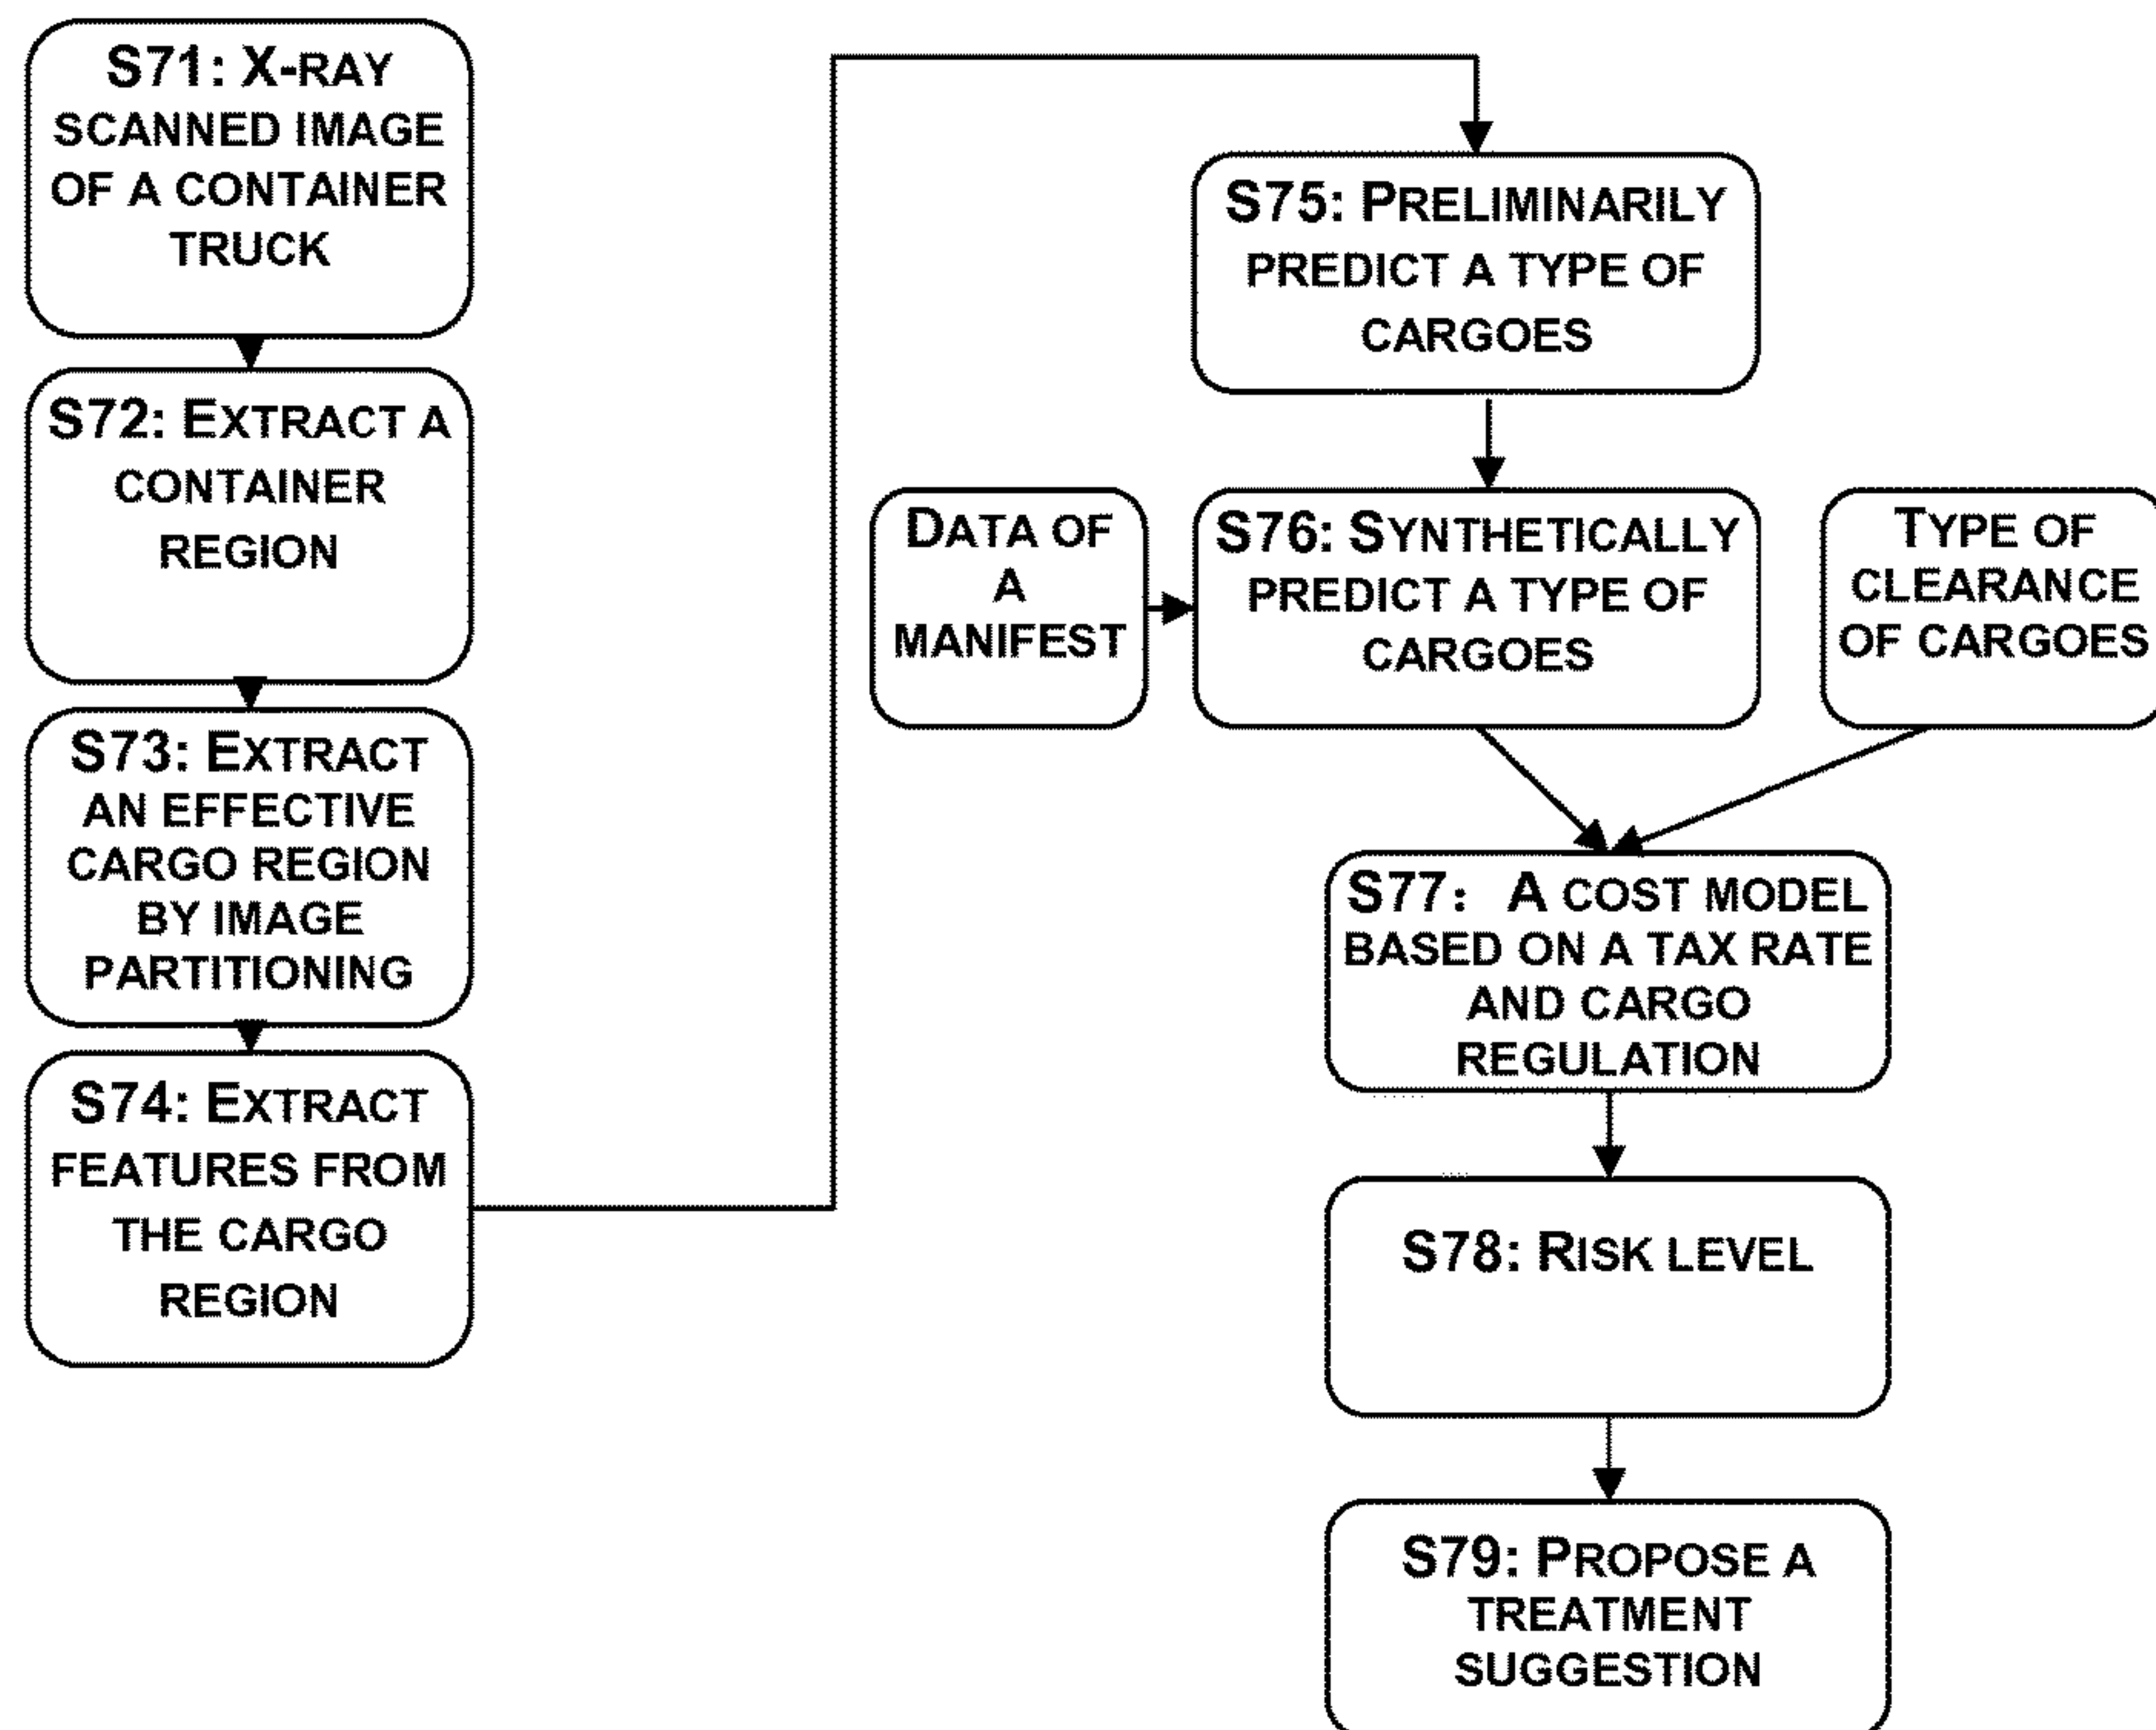 S71: X-RAY
SCANNED IMAGE
OF A CONTAINER
TRUCK
S72: EXTRACT A
CONTAINER
REGION
S73: EXTRACT
AN EFFECTIVE
CARGO REGION
BY IMAGE
PARTITIONING
S74: EXTRACT
FEATURES FROM
THE CARGO
REGION
S75: PRELIMINARILY
PREDICT A TYPE OF
CARGOES
DATA OF
A
MANIFEST
S76: SYNTHETICALLY
PREDICT A TYPE OF
CARGOES
TYPE OF
CLEARANCE
OF CARGOES
S77: A COST MODEL
BASED ON A TAX RATE
AND CARGO
REGULATION
S78: RISK LEVEL
S79: PROPOSE A
TREATMENT
SUGGESTION